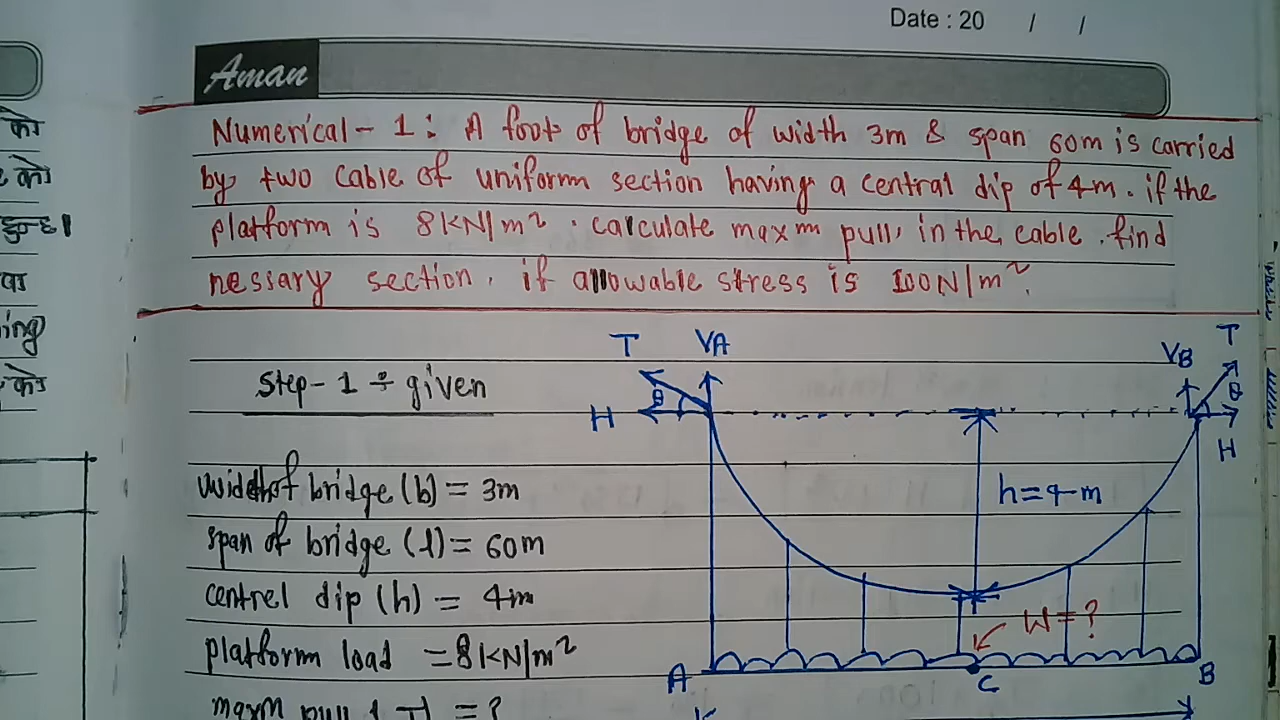 Date : 20 / /
Aman
Numerical - 1 : A foot of bridge of width 3m & span 60m is carried
by two cable of uniform section having a central dip of 4m. if the
platform is 8KN/m². calculate maxm pull, in the cable. find
nessary section, if allowable stress is 100N/m².
Step-1 ÷ given
T VA
VB T
H θ
θ H
width of bridge (b) = 3m
h=4m
span of bridge (l) = 60m
centrel dip (h) = 4m
W=?
platform load = 8KN/m²
A C B
maxm pull (T) = ?
को
को
हुन्छ।
ing
को